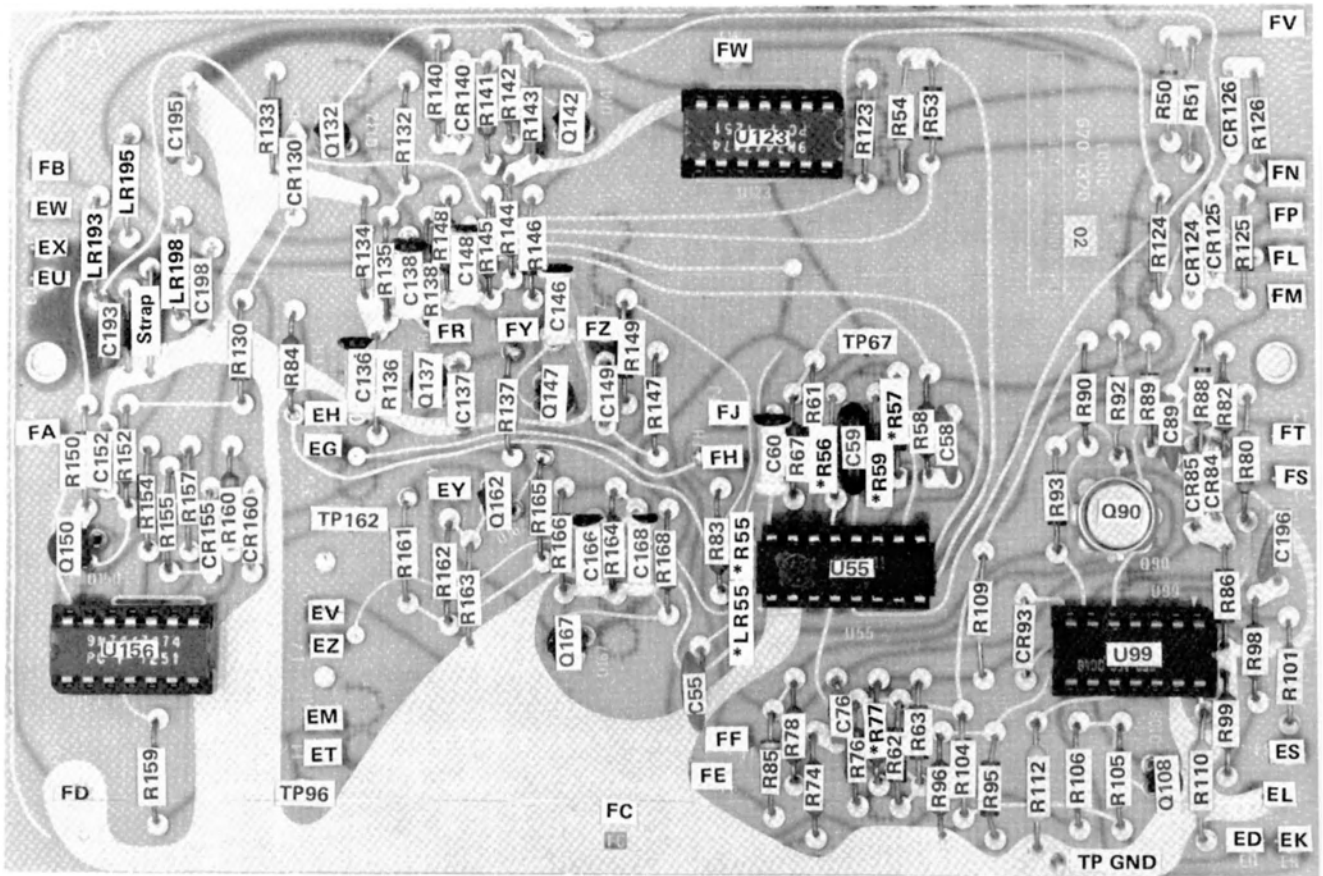 FV
FW
R140
CR140
R141
R142
R143
Q142
R133
Q132
R132
C195
R123
R54
R53
R50
R51
CR126
R126
U123
CR130
FB
LR195
FN
EW
LR193
FP
EX
LR198
C198
FL
EU
FM
C193
Strap
R130
R134
R135
C138
R138
R148
C148
R145
R144
R146
C146
R124
CR124
CR125
R125
670-1370
02
FR
FY
FZ
R149
R84
C136
R136
Q137
C137
R137
Q147
C149
R147
TP67
R61
*R57
R58
C58
R90
R92
R89
C89
R88
R82
EH
FJ
C60
R67
*R56
C59
*R59
FA
R150
C152
R152
EG
FH
FT
R154
R155
R157
CR155
R160
CR160
EY
Q162
R165
R93
CR85
CR84
R80
FS
TP162
Q90
C196
Q150
R161
R162
R163
R166
C166
R164
C168
R168
R83
*R55
*LR55
U55
U55
R109
CR93
R86
EV
9N7
PC
1251
U156
EZ
Q167
U99
R98
R101
C55
EM
ET
FF
FE
R85
R78
R74
C76
R76
*R77
R62
R63
R96
R104
R95
R112
R106
R105
Q108
R110
R99
ES
R159
FD
TP96
FC
FC
EL
TP GND
ED
EK